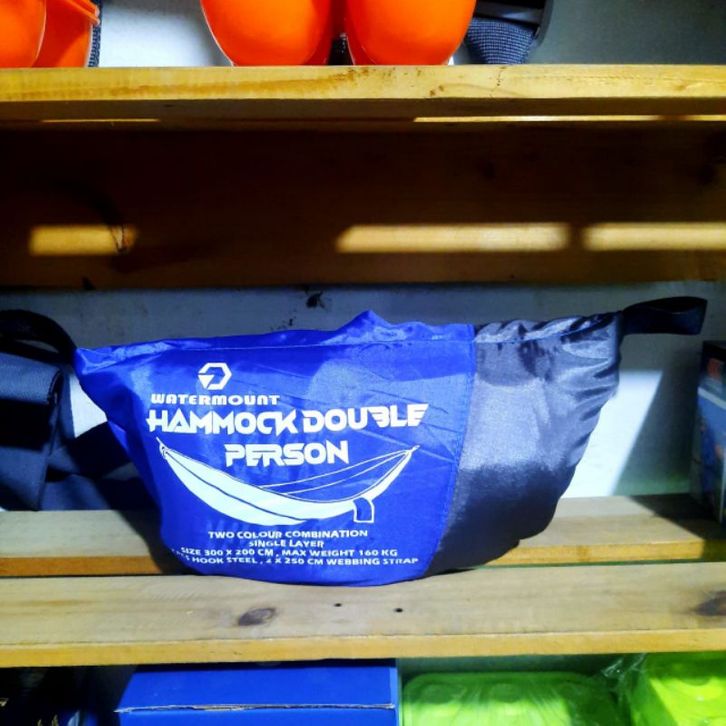 WATERMOUNT
HAMMOCK DOUBLE
PERSON
TWO COLOUR COMBINATION
SINGLE LAYER
SIZE 300 X 200 CM , MAX WEIGHT 160 KG
HOOK STEEL , 2 X 250 CM WEBBING STRAP